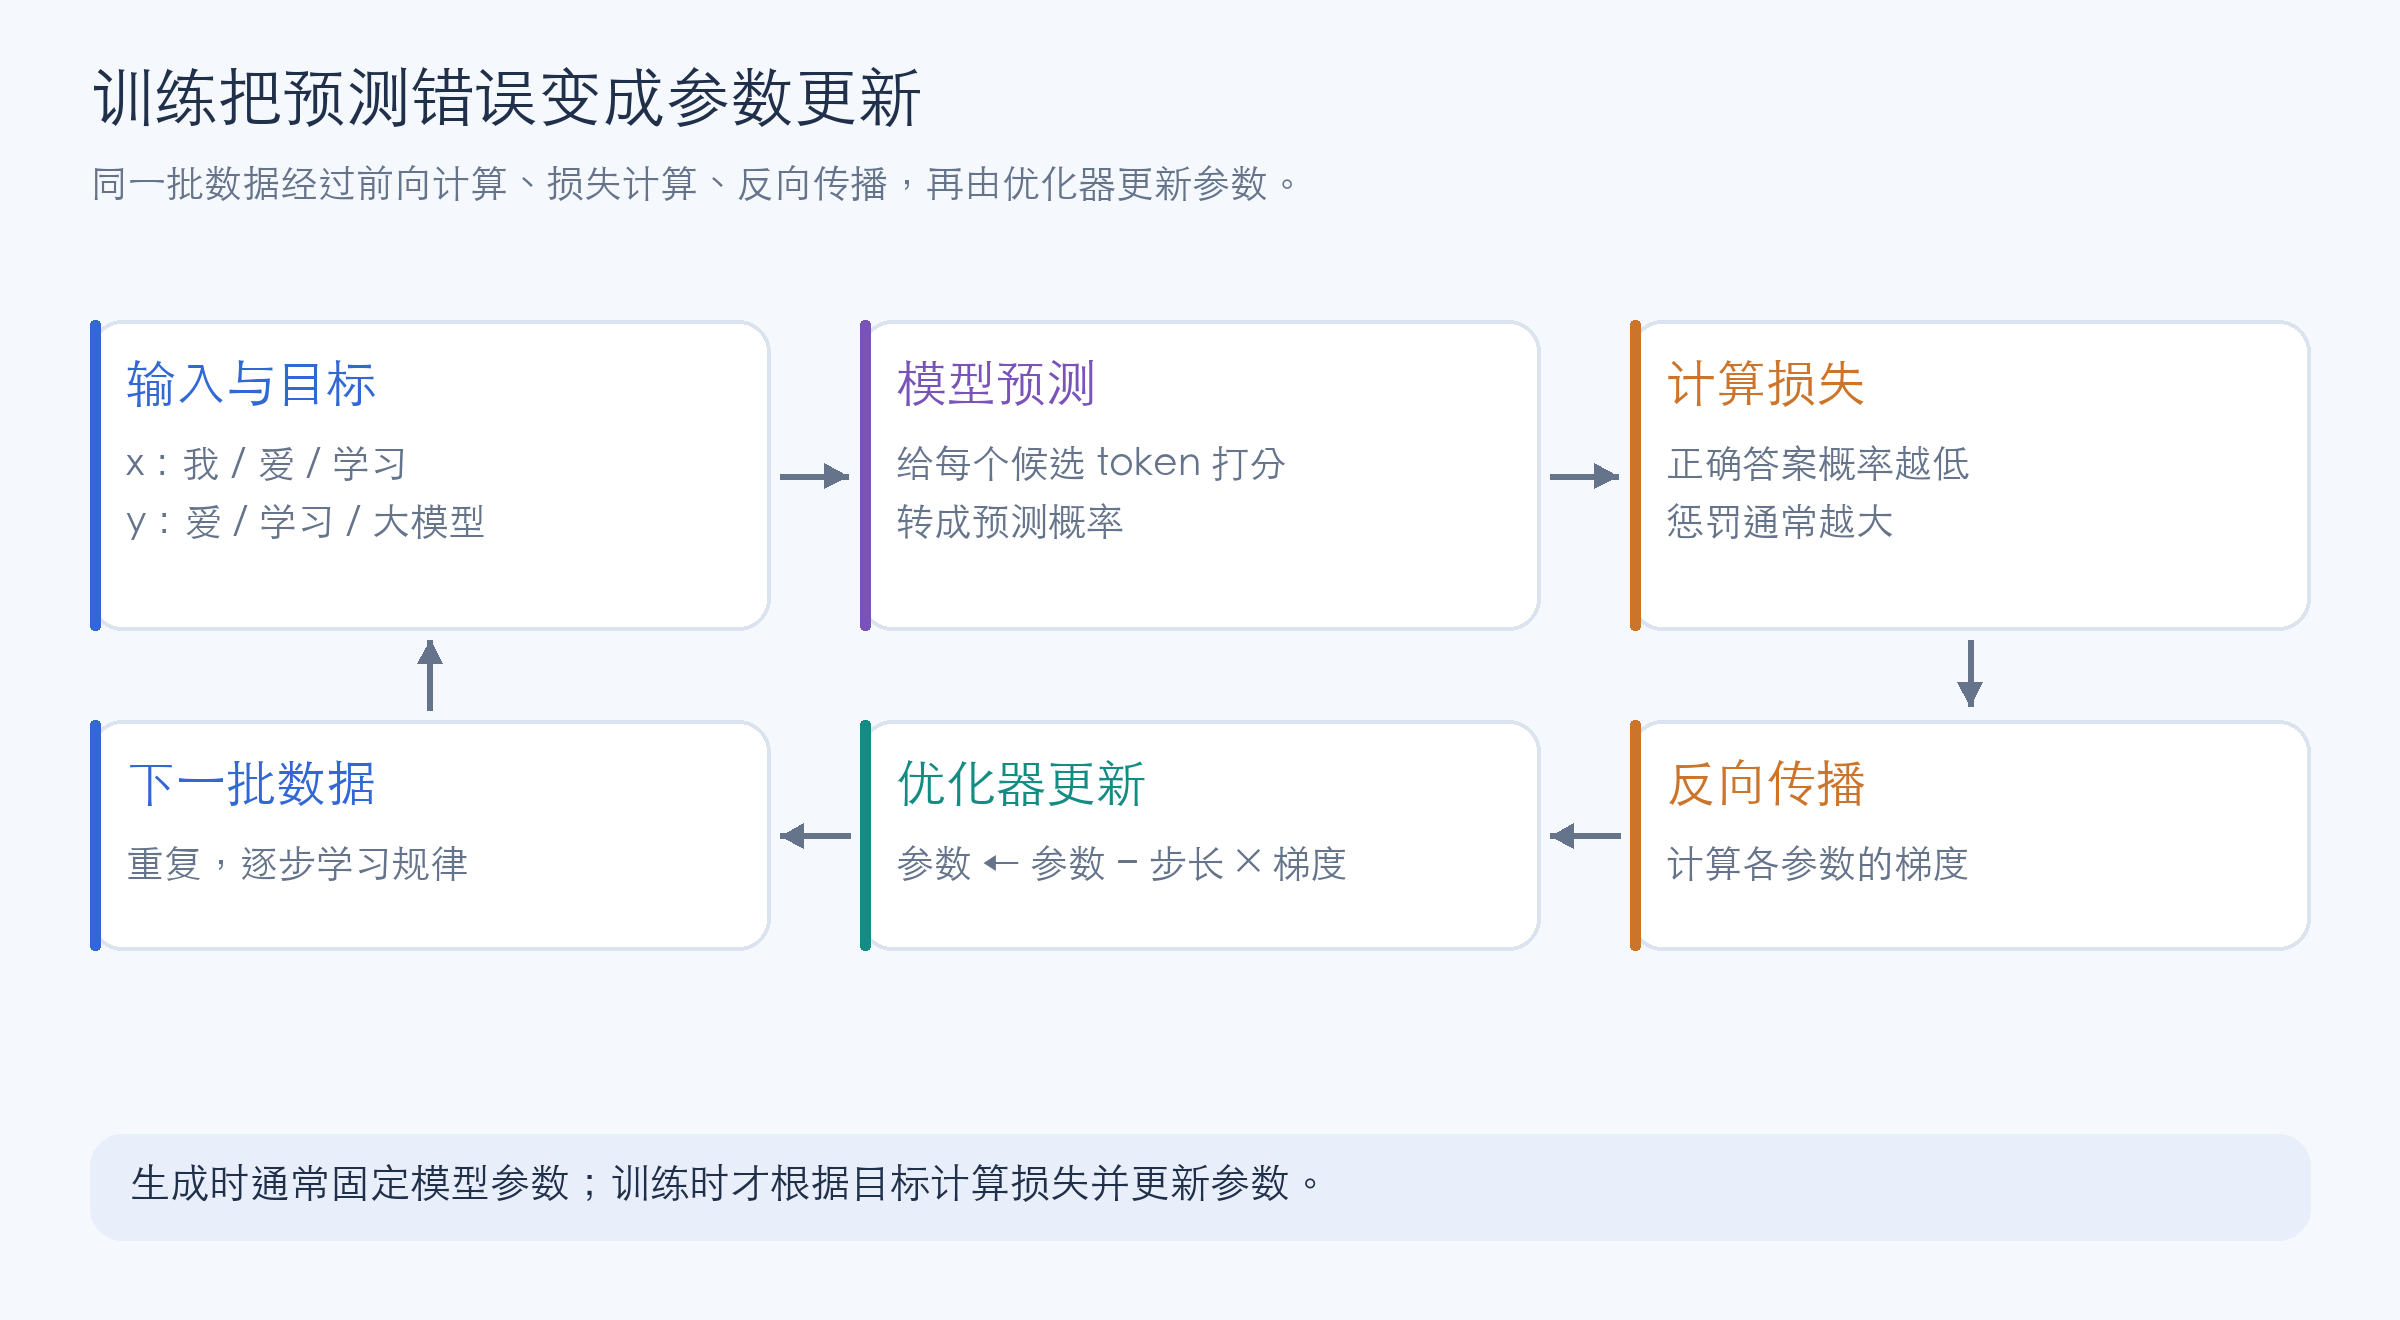 训练把预测错误变成参数更新
同一批数据经过前向计算、损失计算、反向传播，再由优化器更新参数。
输入与目标
x：我 / 爱 / 学习
y：爱 / 学习 / 大模型
模型预测
给每个候选 token 打分
转成预测概率
计算损失
正确答案概率越低
惩罚通常越大
下一批数据
重复，逐步学习规律
优化器更新
参数 ← 参数 − 步长 × 梯度
反向传播
计算各参数的梯度
生成时通常固定模型参数；训练时才根据目标计算损失并更新参数。